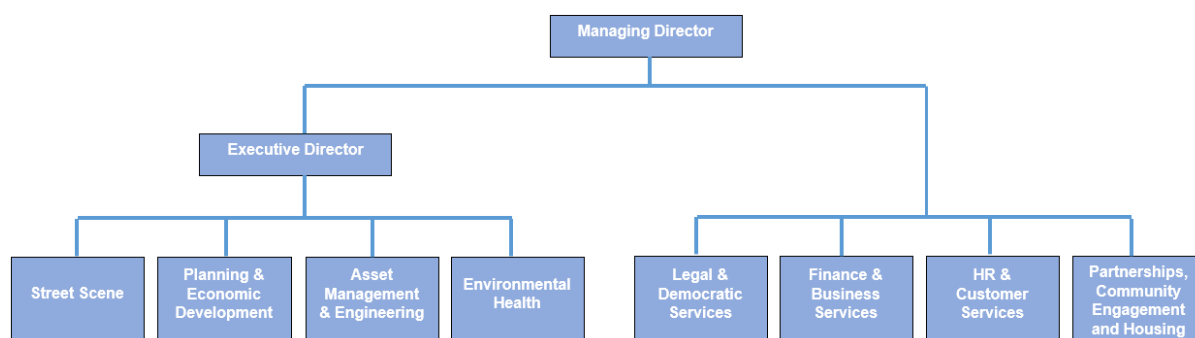 Managing Director
Executive Director
Street Scene
Planning &
Economic
Development
Asset
Management
& Engineering
Environmental
Health
Legal &
Democratic
Services
Finance &
Business
Services
HR &
Customer
Services
Partnerships,
Community
Engagement
and Housing